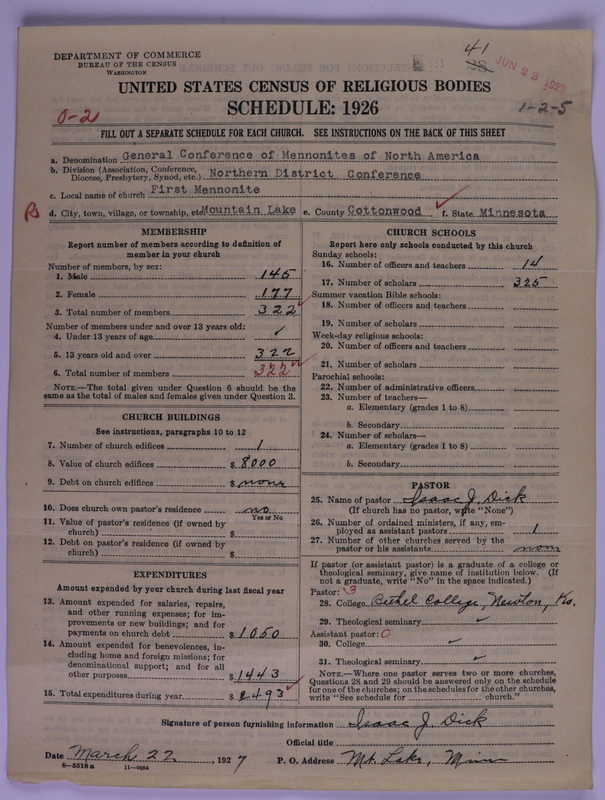 41
28
JUN 23 1927
DEPARTMENT OF COMMERCE
BUREAU OF THE CENSUS
WASHINGTON
UNITED STATES CENSUS OF RELIGIOUS BODIES
SCHEDULE: 1926
0-2
1-2-5
FILL OUT A SEPARATE SCHEDULE FOR EACH CHURCH. SEE INSTRUCTIONS ON THE BACK OF THIS SHEET
a. Denomination General Conference of Mennonites of North America
b. Division (Association, Conference, Diocese, Presbytery, Synod, etc.) Northern District Conference
c. Local name of church First Mennonite
d. City, town, village, or township, etc. Mountain Lake e. County Cottonwood f. State Minnesota
MEMBERSHIP
Report number of members according to definition of
member in your church
Number of members, by sex:
1. Male 145
2. Female 177
3. Total number of members 322
Number of members under and over 13 years old:
4. Under 13 years of age ✓
5. 13 years old and over 322
6. Total number of members 322
NOTE.—The total given under Question 6 should be the
same as the total of males and females given under Question 3.
CHURCH BUILDINGS
See instructions, paragraphs 10 to 12
7. Number of church edifices 1
8. Value of church edifices $ 8000
9. Debt on church edifices $ none
10. Does church own pastor's residence no
Yes or No
11. Value of pastor's residence (if owned by
church) $
12. Debt on pastor's residence (if owned by
church) $
EXPENDITURES
Amount expended by your church during last fiscal year
13. Amount expended for salaries, repairs,
and other running expenses; for im-
provements or new buildings; and for
payments on church debt $ 1050
14. Amount expended for benevolences, in-
cluding home and foreign missions; for
denominational support; and for all
other purposes $ 1443
15. Total expenditures during year $ 2493
CHURCH SCHOOLS
Report here only schools conducted by this church
Sunday schools:
16. Number of officers and teachers 14
17. Number of scholars 325
Summer vacation Bible schools:
18. Number of officers and teachers
19. Number of scholars
Week-day religious schools:
20. Number of officers and teachers
21. Number of scholars
Parochial schools:
22. Number of administrative officers
23. Number of teachers—
a. Elementary (grades 1 to 8)
b. Secondary
24. Number of scholars—
a. Elementary (grades 1 to 8)
b. Secondary
PASTOR
25. Name of pastor Isaac J. Dick
(If church has no pastor, write "None")
26. Number of ordained ministers, if any, em-
ployed as assistant pastors 1
27. Number of other churches served by the
pastor or his assistants none
If pastor (or assistant pastor) is a graduate of a college or
theological seminary, give name of institution below. (If
not a graduate, write "No" in the space indicated.)
Pastor: 3
28. College Bethel College, Newton, Ks.
29. Theological seminary ✓
Assistant pastor: 0
30. College ✓
31. Theological seminary ✓
NOTE.—Where one pastor serves two or more churches,
Questions 28 and 29 should be answered only on the schedule
for one of the churches; on the schedules for the other churches,
write "See schedule for church."
Signature of person furnishing information Isaac J. Dick
Official title
Date March 22, 1927 P. O. Address Mt. Lake, Minn
8-5518 a 11-9554